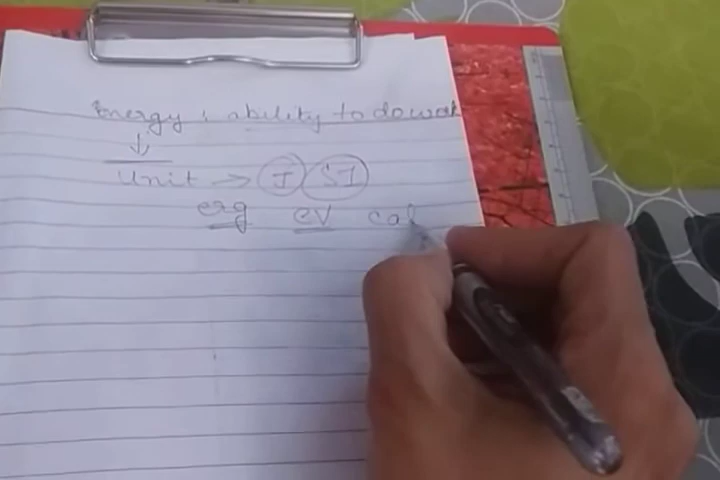 Energy : ability to do work
↓
Unit → J SI
erg eV cal